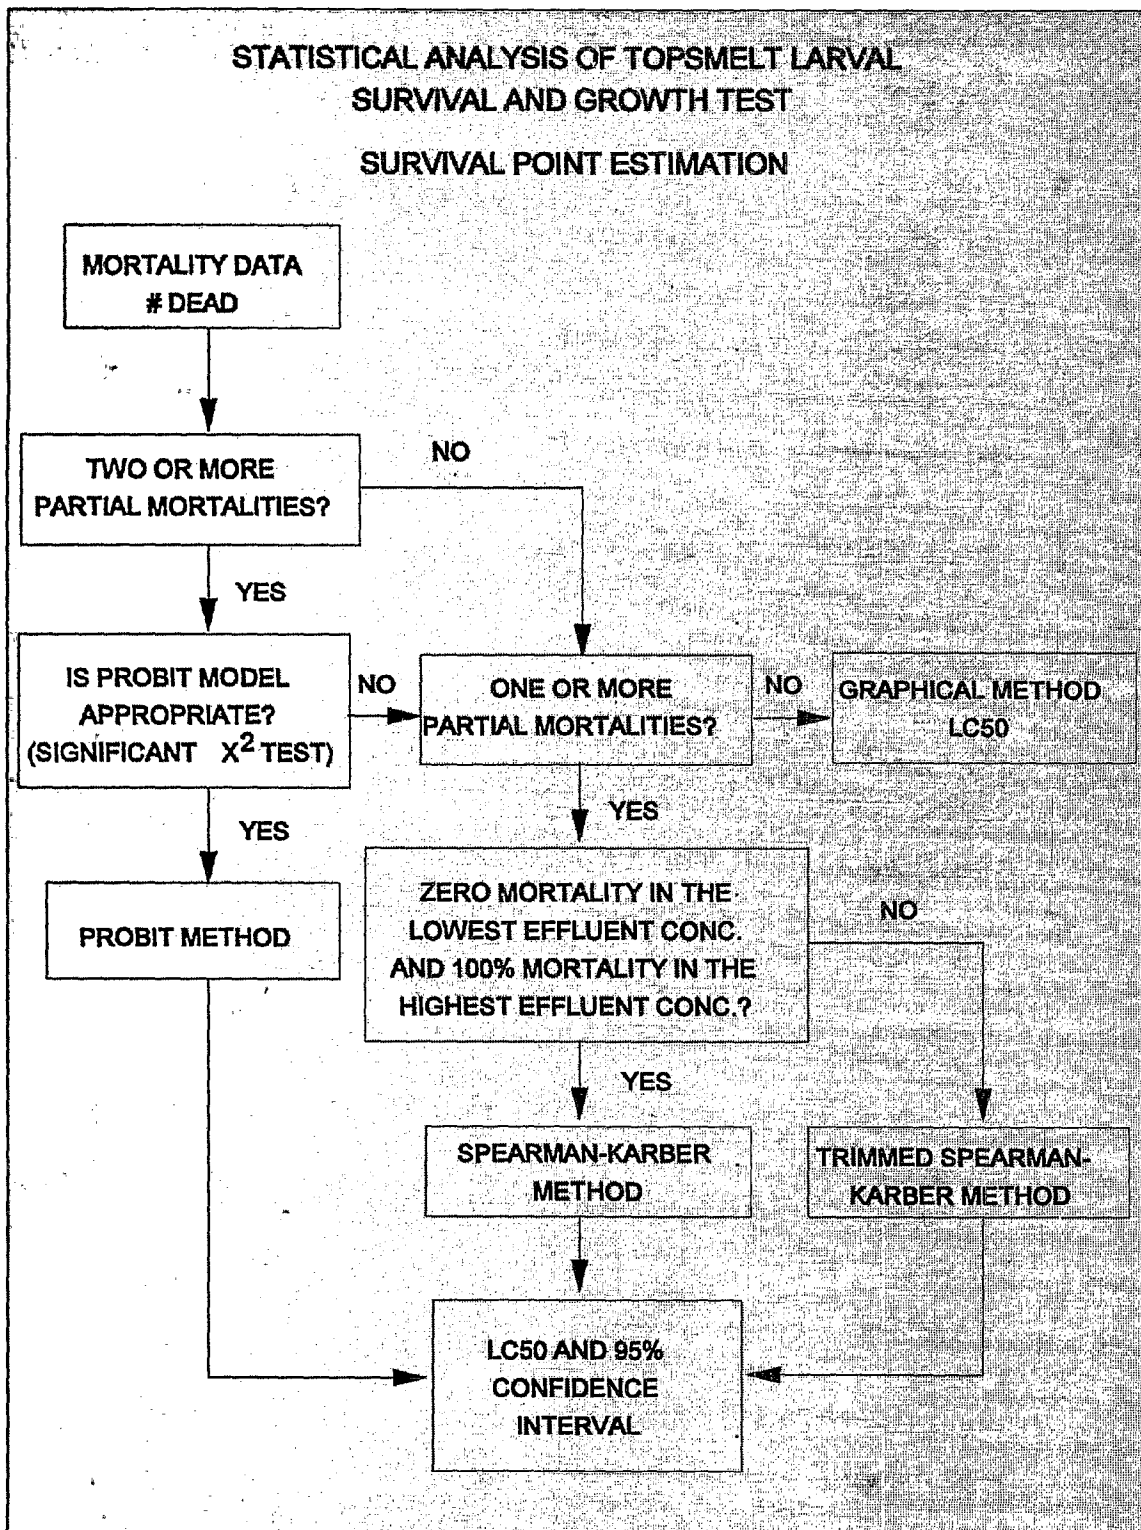 STATISTICAL ANALYSIS OF TOPSMELT LARVAL
SURVIVAL AND GROWTH TEST
SURVIVAL POINT ESTIMATION
MORTALITY DATA
# DEAD
TWO OR MORE
PARTIAL MORTALITIES?
NO
YES
IS PROBIT MODEL
APPROPRIATE?
(SIGNIFICANT X² TEST)
NO
ONE OR MORE
PARTIAL MORTALITIES?
NO
GRAPHICAL METHOD
LC50
YES
YES
PROBIT METHOD
ZERO MORTALITY IN THE
LOWEST EFFLUENT CONC.
AND 100% MORTALITY IN THE
HIGHEST EFFLUENT CONC.?
NO
YES
SPEARMAN-KARBER
METHOD
TRIMMED SPEARMAN-
KARBER METHOD
LC50 AND 95%
CONFIDENCE
INTERVAL